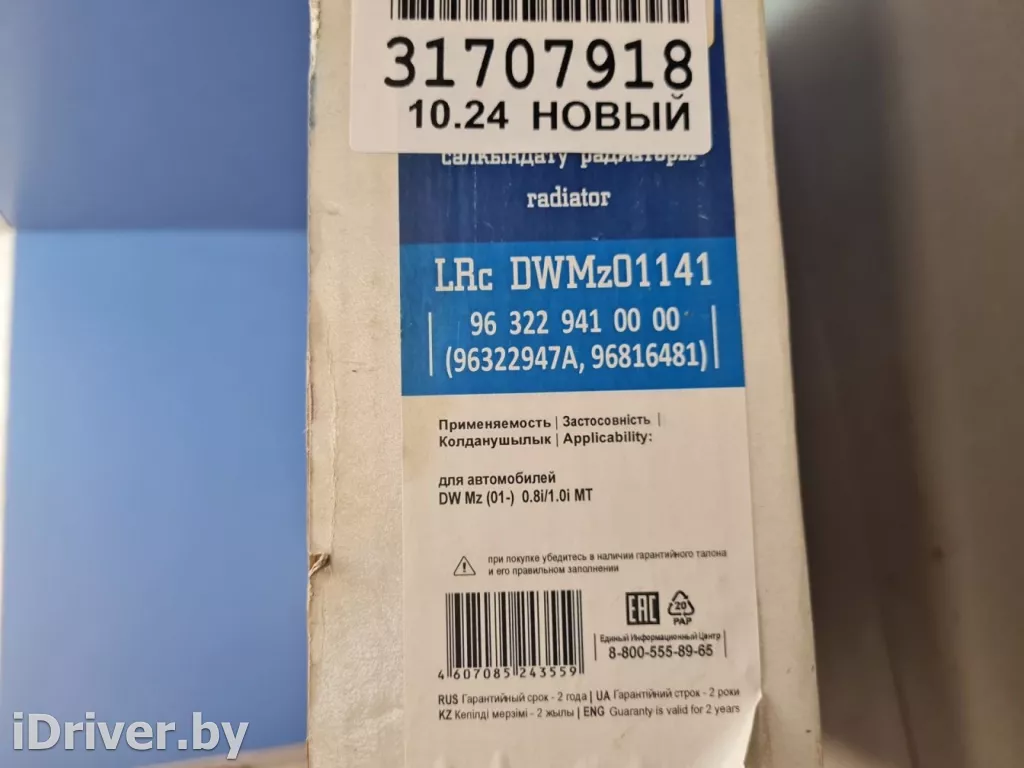 31707918
10.24 НОВЫЙ
салқындату радиаторы
radiator
LRc DWMz01141
96 322 941 00 00
(96322947A, 96816481)
Применяемость | Застосовність |
Колданушылык | Applicability:
для автомобилей
DW Mz (01-) 0.8i/1.0i MT
при покупке убедитесь в наличии гарантийного талона
и его правильном заполнении
EAC
20
PAP
Единый Информационный Центр
8-800-555-89-65
4 607085 243559
RUS Гарантийный срок - 2 года | UA Гарантійний строк - 2 роки
KZ Кепілді мерзімі - 2 жылы | ENG Guaranty is valid for 2 years
iDriver.by